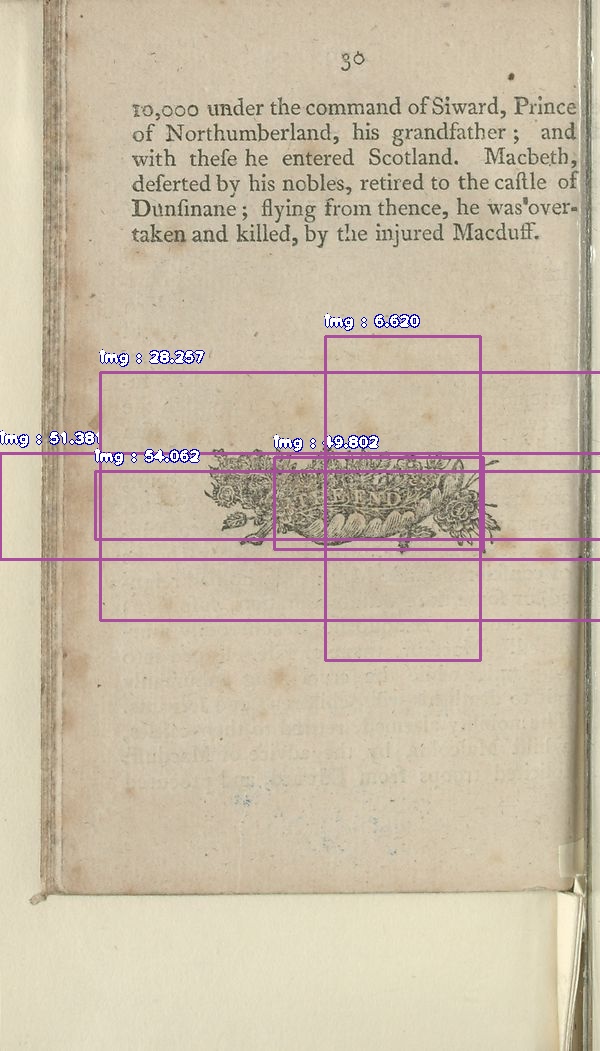 30
10,000 under the command of Siward, Prince
of Northumberland, his grandfather ; and
with theſe he entered Scotland. Macbeth,
deſerted by his nobles, retired to the caſtle of
Dunſinane ; flying from thence, he was over-
taken and killed, by the injured Macduff.
img : 6.620
img : 28.257
img : 51.38
img : 49.802
img : 54.062
THE END